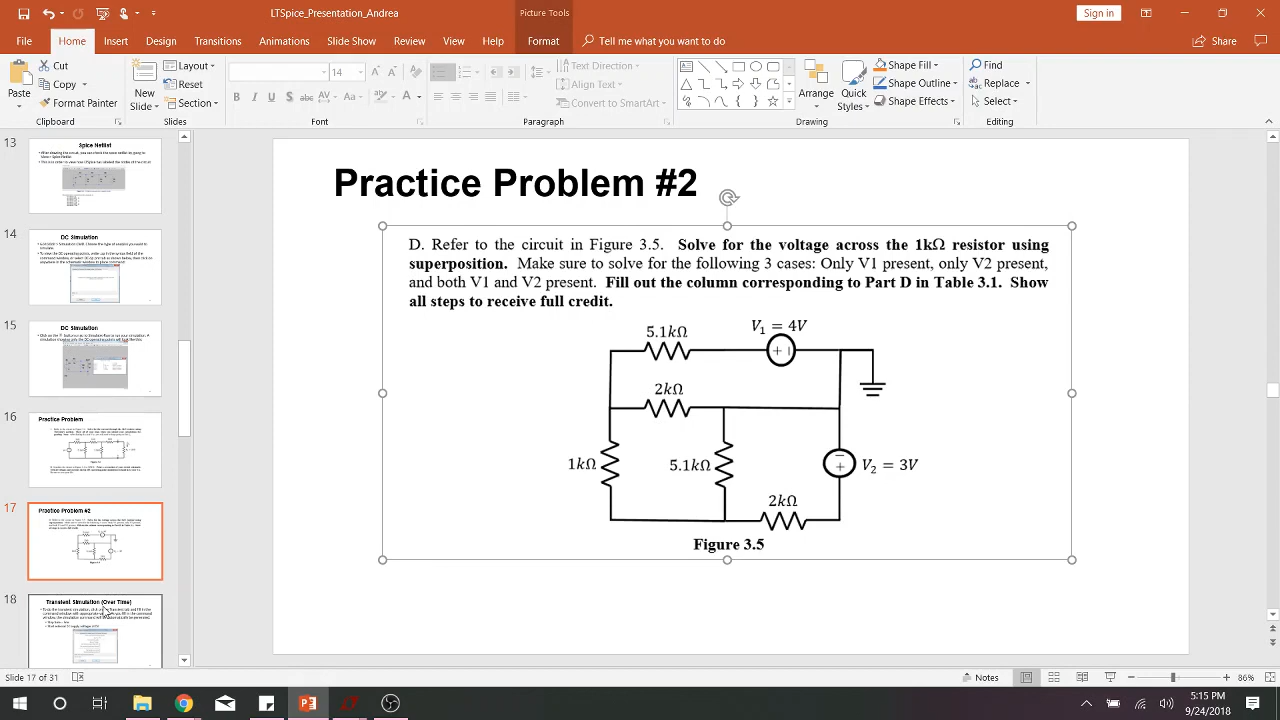 LTSpice_Presentation_Andrea
Picture Tools
Sign in
File Home Insert Design Transitions Animations Slide Show Review View Help Format Tell me what you want to do Share
Paste
Cut
Copy
Format Painter
Clipboard
New Slide
Layout
Reset
Section
Slides
14
Font
Text Direction
Align Text
Convert to SmartArt
Paragraph
Arrange
Quick Styles
Shape Fill
Shape Outline
Shape Effects
Drawing
Find
Replace
Select
Editing
13
Spice Netlist
14
DC Simulation
15
DC Simulation
16
Practice Problem
17
Practice Problem #2
18
Transient Simulation (Over Time)
Practice Problem #2
D. Refer to the circuit in Figure 3.5. Solve for the voltage across the 1kΩ resistor using
superposition. Make sure to solve for the following 3 cases: Only V1 present, only V2 present,
and both V1 and V2 present. Fill out the column corresponding to Part D in Table 3.1. Show
all steps to receive full credit.
5.1kΩ
V₁ = 4V
+ −
2kΩ
1kΩ
5.1kΩ
−
+
V₂ = 3V
2kΩ
Figure 3.5
Slide 17 of 31
Notes
86%
5:15 PM
9/24/2018